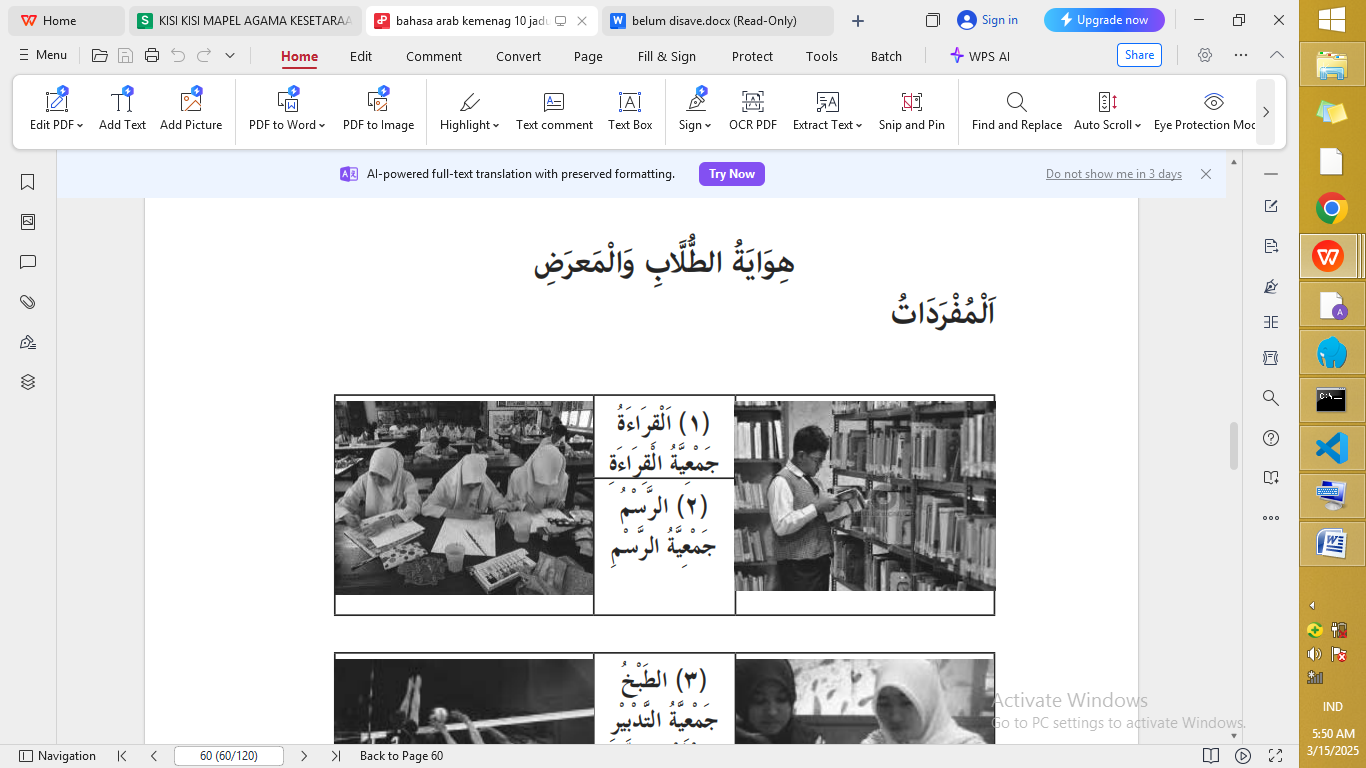 Home
KISI KISI MAPEL AGAMA KESETARAA
bahasa arab kemenag 10 jadu
belum disave.docx (Read-Only)
Sign in
Upgrade now
Menu
Home
Edit
Comment
Convert
Page
Fill & Sign
Protect
Tools
Batch
WPS AI
Share
Edit PDF
Add Text
Add Picture
PDF to Word
PDF to Image
Highlight
Text comment
Text Box
Sign
OCR PDF
Extract Text
Snip and Pin
Find and Replace
Auto Scroll
Eye Protection Mod
AI-powered full-text translation with preserved formatting.
Try Now
Do not show me in 3 days
هِوَايَةُ الطُّلَّابِ وَالْمَعرَضِ
اَلْمُفْرَدَاتُ
(١) اَلْقِرَاءَةُ
جَمْعِيَّةُ الْقِرَاءَةِ
(٢) الرَّسْمُ
جَمْعِيَّةُ الرَّسْمِ
(٣) الطَبْخُ
جَمْعِيَّةُ التَّدْبِيْرِ
Activate Windows
Go to PC settings to activate Windows.
Navigation
60 (60/120)
Back to Page 60
IND
5:50 AM
3/15/2025